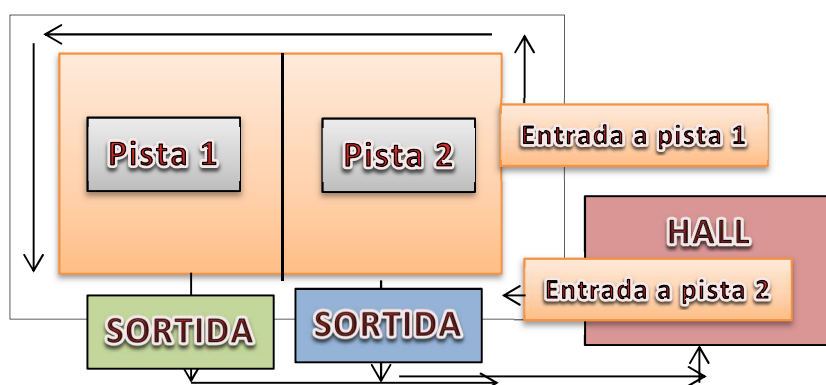 Pista 1
Pista 2
Entrada a pista 1
HALL
Entrada a pista 2
SORTIDA
SORTIDA